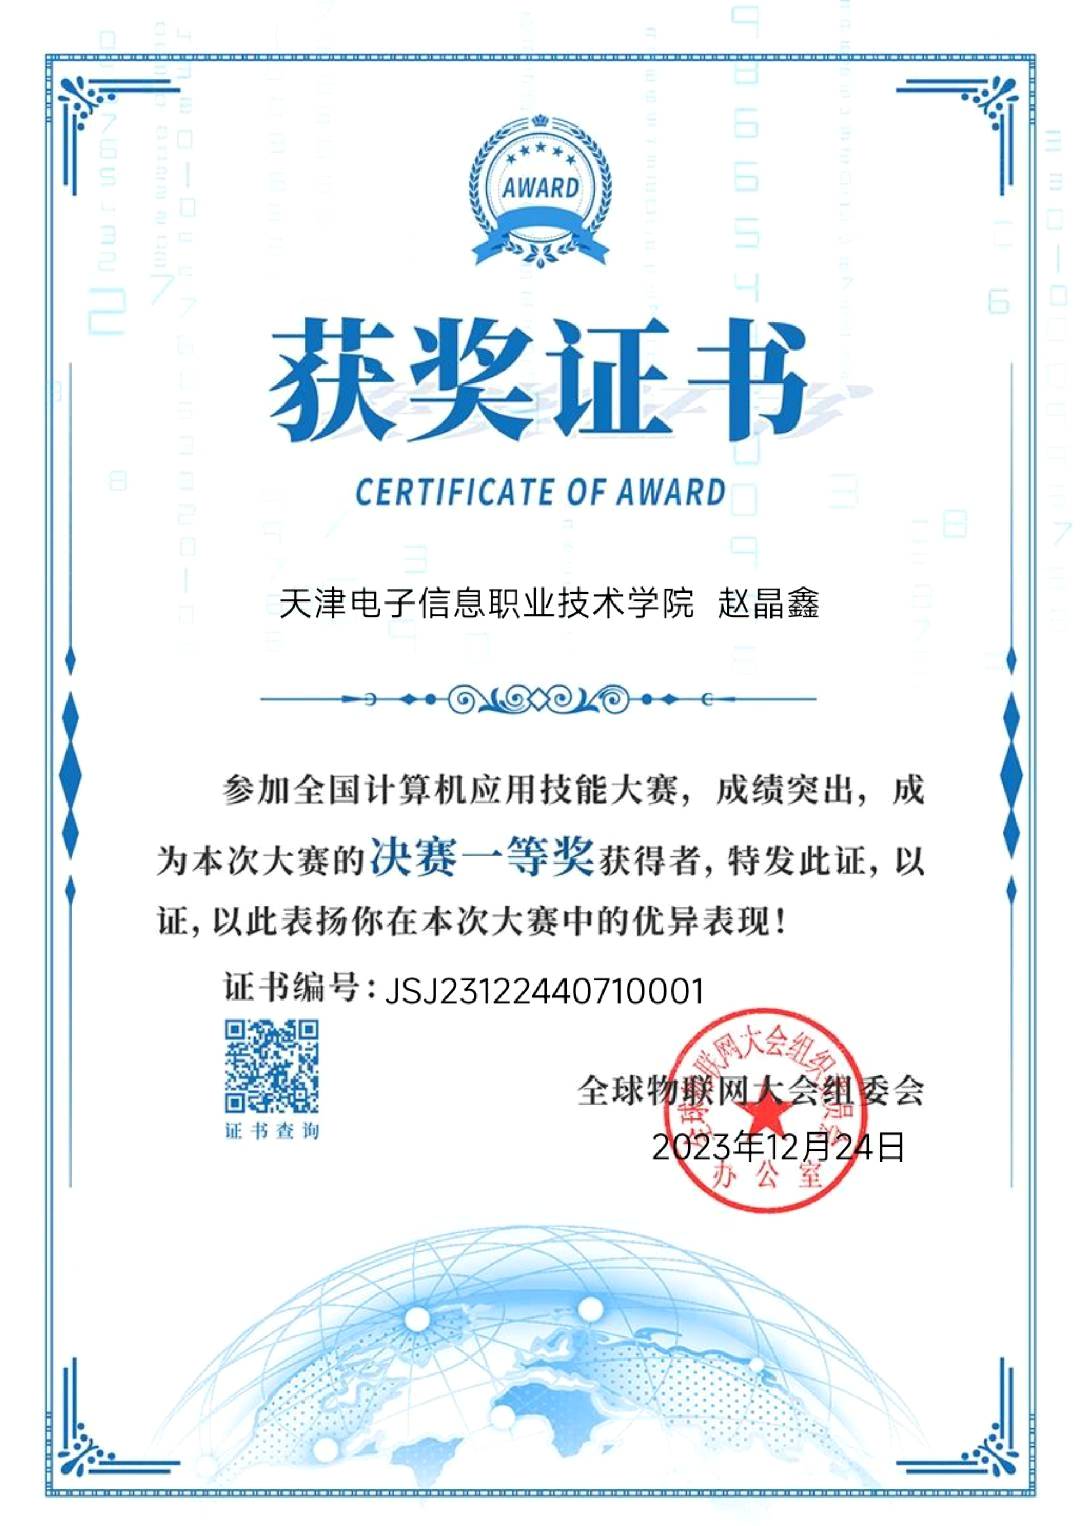 AWARD
获奖证书
CERTIFICATE OF AWARD
天津电子信息职业技术学院 赵晶鑫
参加全国计算机应用技能大赛，成绩突出，成
为本次大赛的决赛一等奖获得者，特发此证，以
证，以此表扬你在本次大赛中的优异表现！
证书编号：JSJ23122440710001
证书查询
全球物联网大会组织委员会
全球物联网大会组委会
2023年12月24日
办公室